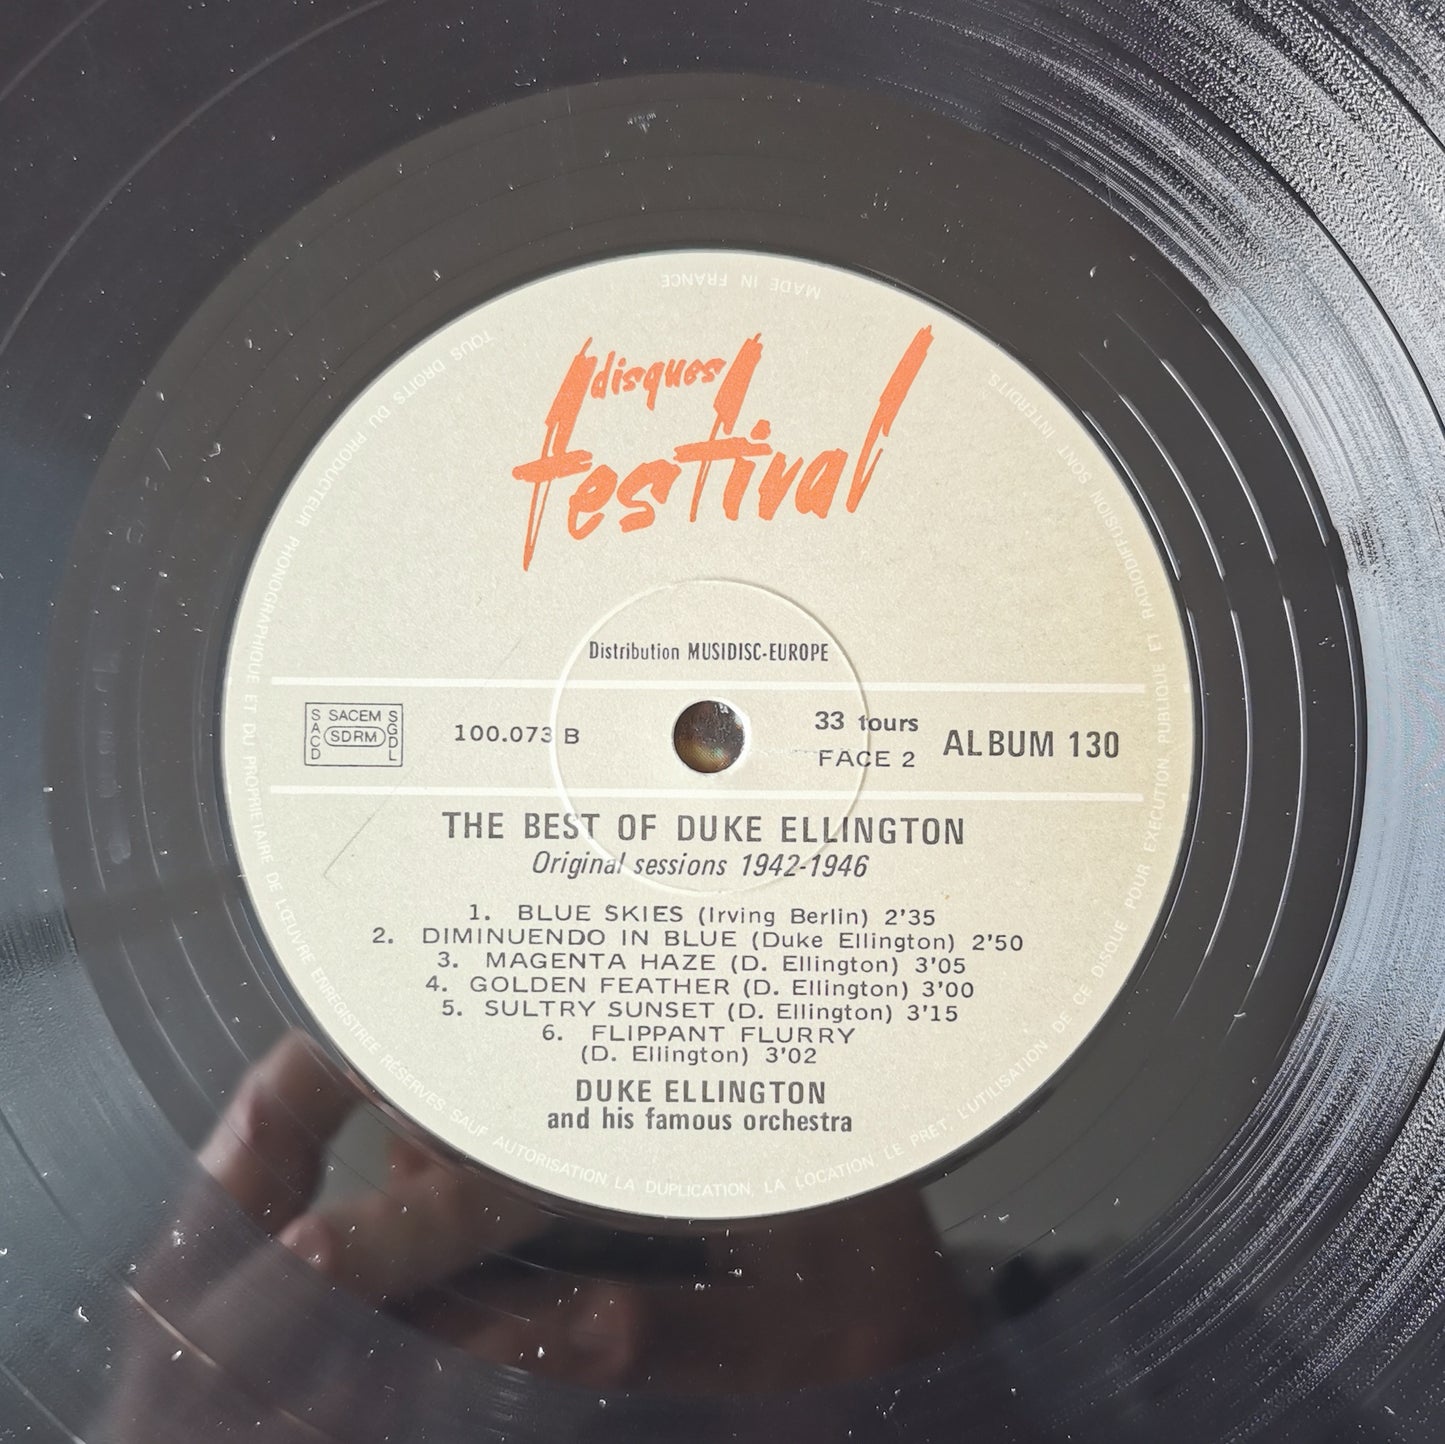 MADE IN FRANCE
disques
festival
Distribution MUSIDISC-EUROPE
SACD SACEM SDRM SGDL
100.073 B
33 tours
FACE 2
ALBUM 130
THE BEST OF DUKE ELLINGTON
Original sessions 1942-1946
1. BLUE SKIES (Irving Berlin) 2'35
2. DIMINUENDO IN BLUE (Duke Ellington) 2'50
3. MAGENTA HAZE (D. Ellington) 3'05
4. GOLDEN FEATHER (D. Ellington) 3'00
5. SULTRY SUNSET (D. Ellington) 3'15
6. FLIPPANT FLURRY
(D. Ellington) 3'02
DUKE ELLINGTON
and his famous orchestra
TOUS DROITS DU PRODUCTEUR PHONOGRAPHIQUE ET DU PROPRIETAIRE DE L'ŒUVRE ENREGISTREE RESERVES. SAUF AUTORISATION, LA DUPLICATION, LA LOCATION, LE PRET, L'UTILISATION DE CE DISQUE POUR EXECUTION PUBLIQUE ET RADIODIFFUSION SONT INTERDITS